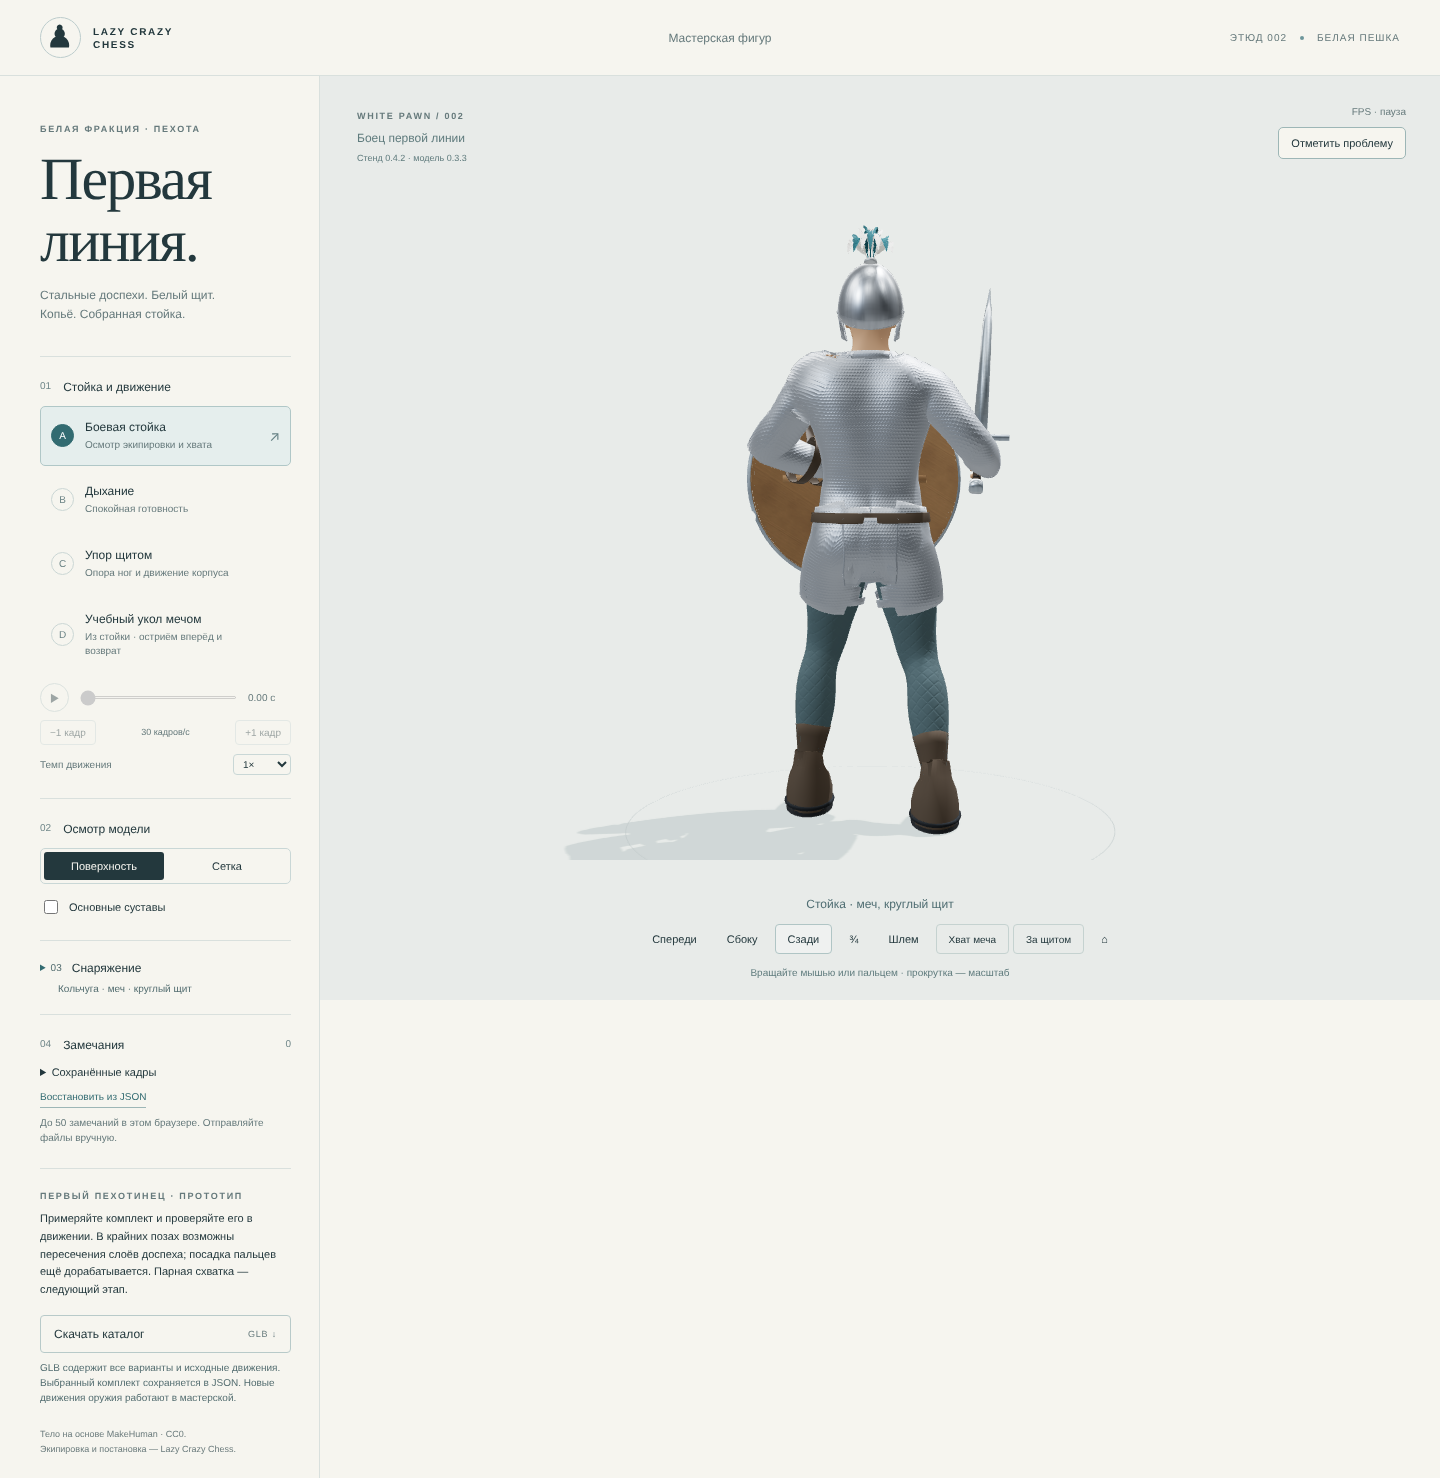 LAZY CRAZY
CHESS
Мастерская фигур
ЭТЮД 002 • БЕЛАЯ ПЕШКА
БЕЛАЯ ФРАКЦИЯ · ПЕХОТА
Первая
линия.
Стальные доспехи. Белый щит.
Копьё. Собранная стойка.
01 Стойка и движение
A Боевая стойка
Осмотр экипировки и хвата
B Дыхание
Спокойная готовность
C Упор щитом
Опора ног и движение корпуса
D Учебный укол мечом
Из стойки · остриём вперёд и
возврат
0.00 с
−1 кадр 30 кадров/с +1 кадр
Темп движения 1×
02 Осмотр модели
Поверхность Сетка
Основные суставы
03 Снаряжение
Кольчуга · меч · круглый щит
04 Замечания 0
Сохранённые кадры
Восстановить из JSON
До 50 замечаний в этом браузере. Отправляйте
файлы вручную.
ПЕРВЫЙ ПЕХОТИНЕЦ · ПРОТОТИП
Примеряйте комплект и проверяйте его в
движении. В крайних позах возможны
пересечения слоёв доспеха; посадка пальцев
ещё дорабатывается. Парная схватка —
следующий этап.
Скачать каталог GLB ↓
GLB содержит все варианты и исходные движения.
Выбранный комплект сохраняется в JSON. Новые
движения оружия работают в мастерской.
Тело на основе MakeHuman · CC0.
Экипировка и постановка — Lazy Crazy Chess.
WHITE PAWN / 002
Боец первой линии
Стенд 0.4.2 · модель 0.3.3
FPS · пауза
Отметить проблему
Стойка · меч, круглый щит
Спереди Сбоку Сзади ¾ Шлем Хват меча За щитом ⌂
Вращайте мышью или пальцем · прокрутка — масштаб